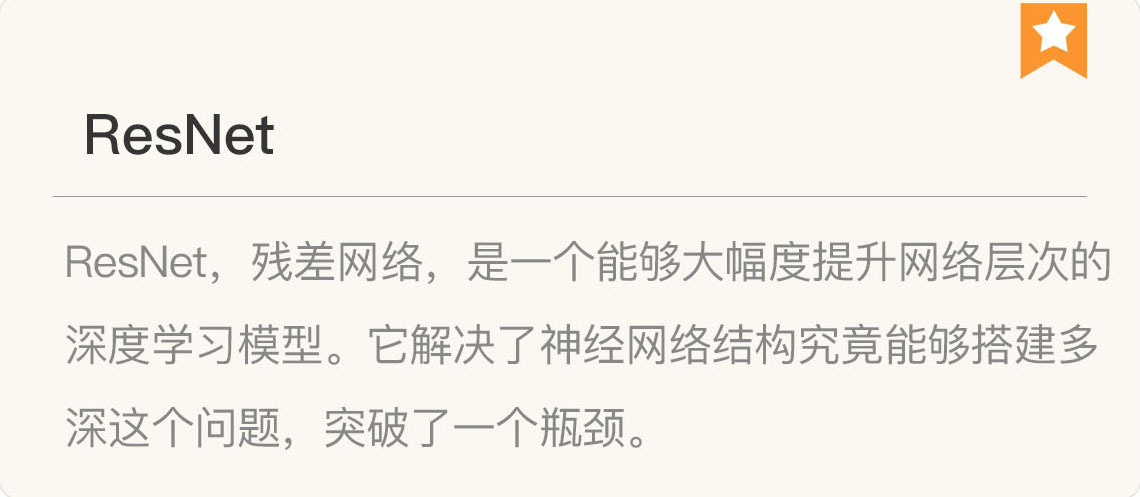 ResNet
ResNet，残差网络，是一个能够大幅度提升网络层次的
深度学习模型。它解决了神经网络结构究竟能够搭建多
深这个问题，突破了一个瓶颈。